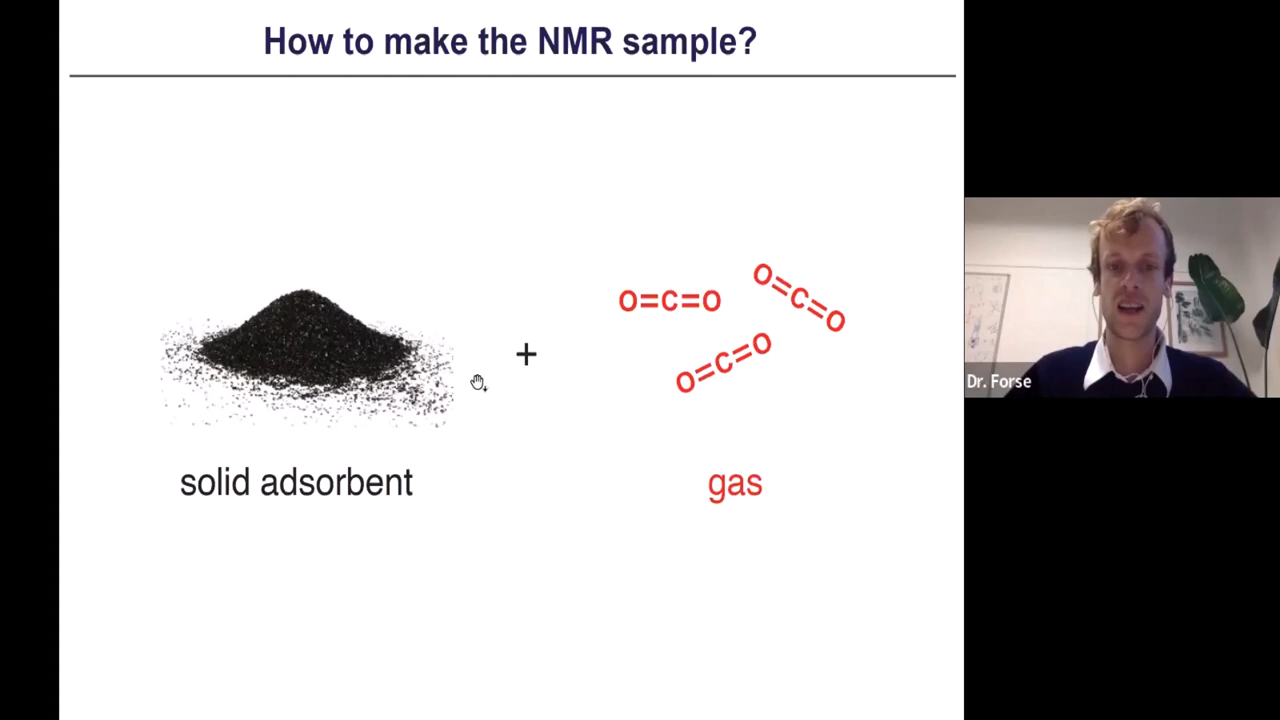 How to make the NMR sample?
O=C=O
O=C=O
O=C=O
+
solid adsorbent
gas
Dr. Forse